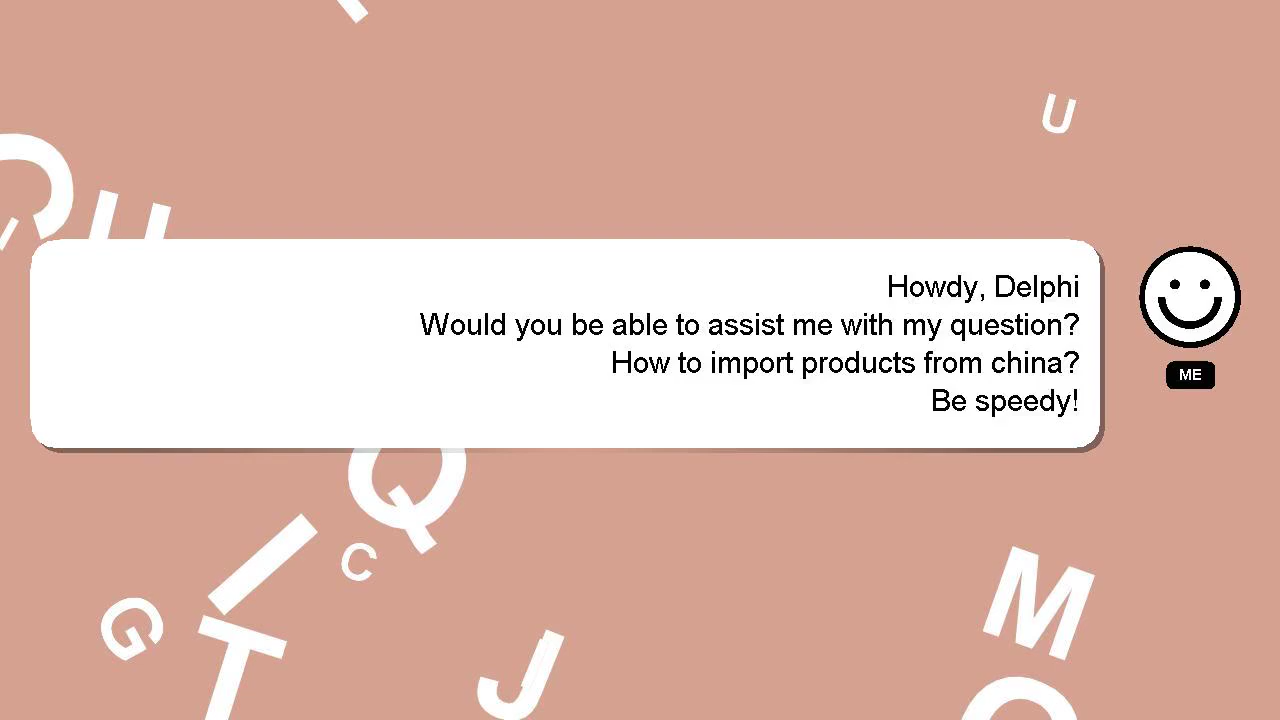 U
U
Howdy, Delphi
Would you be able to assist me with my question?
How to import products from china?
Be speedy!
ME
Q
I
C
G
T
J
M